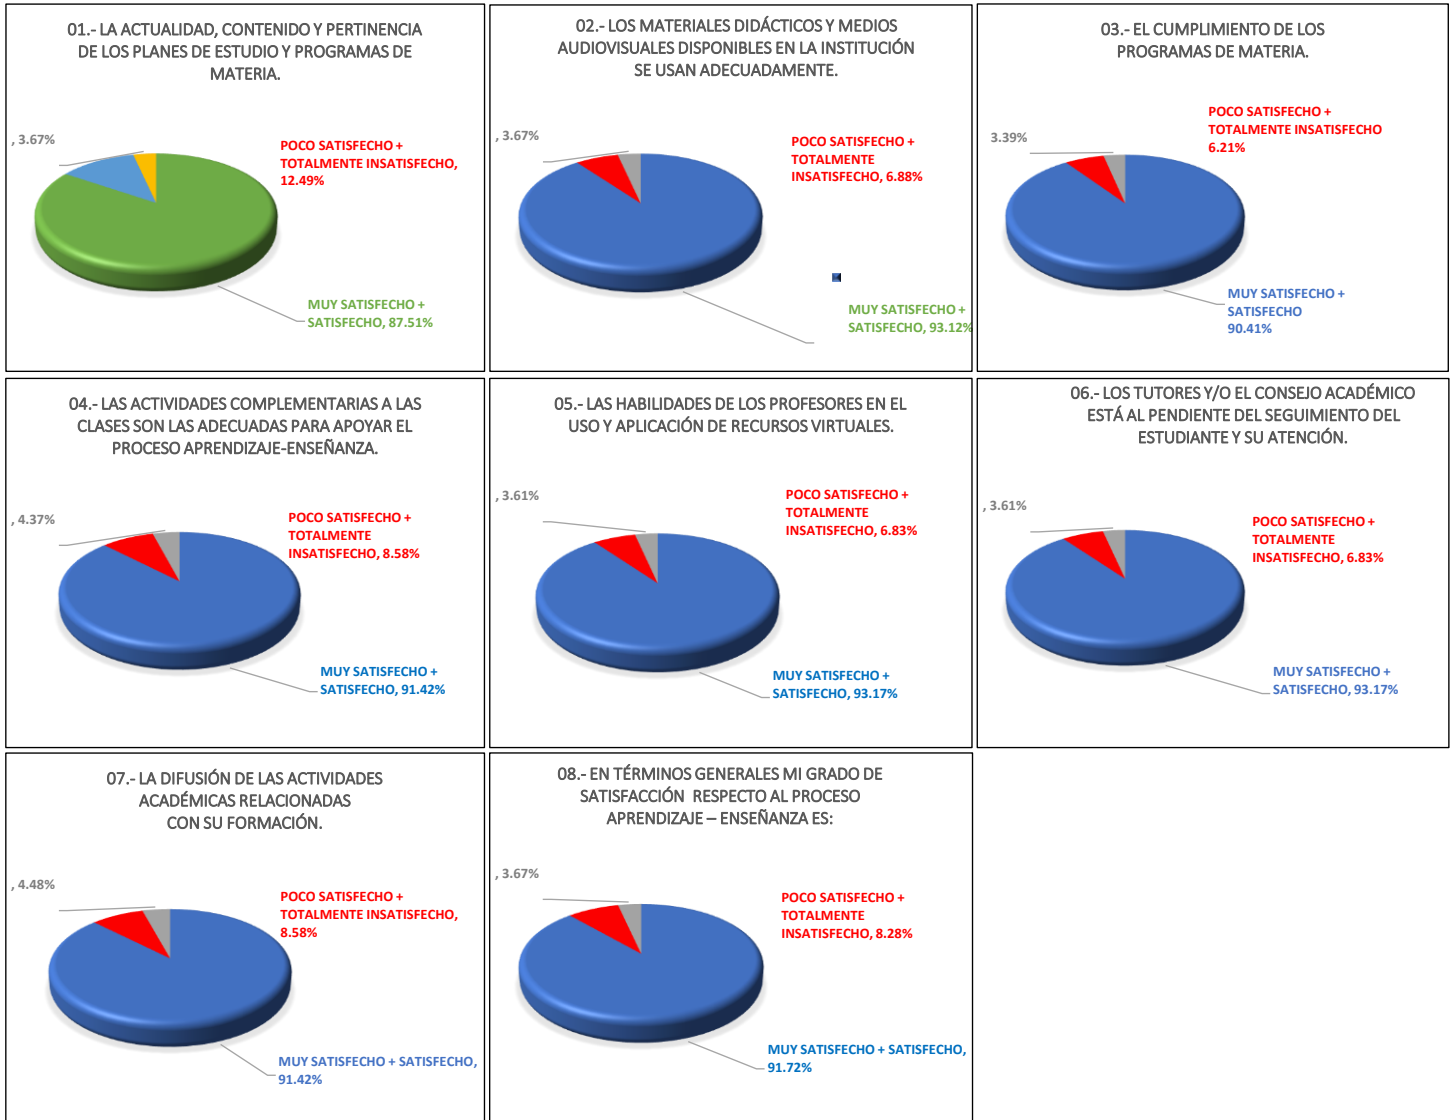 01.- LA ACTUALIDAD, CONTENIDO Y PERTINENCIA
DE LOS PLANES DE ESTUDIO Y PROGRAMAS DE
MATERIA.
, 3.67%
POCO SATISFECHO +
TOTALMENTE INSATISFECHO,
12.49%
MUY SATISFECHO +
SATISFECHO, 87.51%
02.- LOS MATERIALES DIDÁCTICOS Y MEDIOS
AUDIOVISUALES DISPONIBLES EN LA INSTITUCIÓN
SE USAN ADECUADAMENTE.
, 3.67%
POCO SATISFECHO +
TOTALMENTE
INSATISFECHO, 6.88%
MUY SATISFECHO +
SATISFECHO, 93.12%
03.- EL CUMPLIMIENTO DE LOS
PROGRAMAS DE MATERIA.
3.39%
POCO SATISFECHO +
TOTALMENTE INSATISFECHO
6.21%
MUY SATISFECHO +
SATISFECHO
90.41%
04.- LAS ACTIVIDADES COMPLEMENTARIAS A LAS
CLASES SON LAS ADECUADAS PARA APOYAR EL
PROCESO APRENDIZAJE-ENSEÑANZA.
, 4.37%
POCO SATISFECHO +
TOTALMENTE
INSATISFECHO, 8.58%
MUY SATISFECHO +
SATISFECHO, 91.42%
05.- LAS HABILIDADES DE LOS PROFESORES EN EL
USO Y APLICACIÓN DE RECURSOS VIRTUALES.
, 3.61%
POCO SATISFECHO +
TOTALMENTE
INSATISFECHO, 6.83%
MUY SATISFECHO +
SATISFECHO, 93.17%
06.- LOS TUTORES Y/O EL CONSEJO ACADÉMICO
ESTÁ AL PENDIENTE DEL SEGUIMIENTO DEL
ESTUDIANTE Y SU ATENCIÓN.
, 3.61%
POCO SATISFECHO +
TOTALMENTE
INSATISFECHO, 6.83%
MUY SATISFECHO +
SATISFECHO, 93.17%
07.- LA DIFUSIÓN DE LAS ACTIVIDADES
ACADÉMICAS RELACIONADAS
CON SU FORMACIÓN.
, 4.48%
POCO SATISFECHO +
TOTALMENTE INSATISFECHO,
8.58%
MUY SATISFECHO + SATISFECHO,
91.42%
08.- EN TÉRMINOS GENERALES MI GRADO DE
SATISFACCIÓN  RESPECTO AL PROCESO
APRENDIZAJE – ENSEÑANZA ES:
, 3.67%
POCO SATISFECHO +
TOTALMENTE
INSATISFECHO, 8.28%
MUY SATISFECHO + SATISFECHO,
91.72%